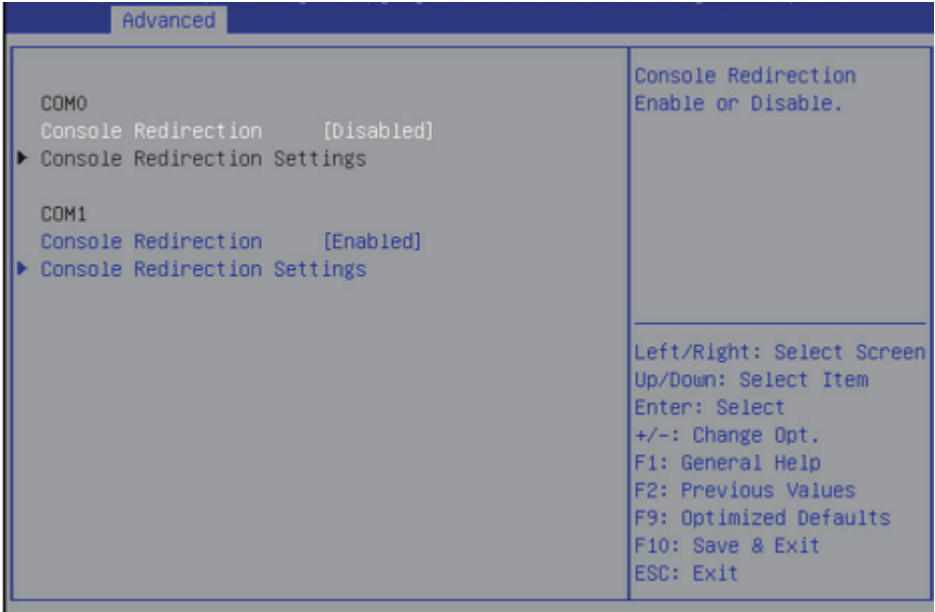 Advanced
COM0
Console Redirection [Disabled]
Console Redirection Settings
COM1
Console Redirection [Enabled]
Console Redirection Settings
Console Redirection
Enable or Disable.
Left/Right: Select Screen
Up/Down: Select Item
Enter: Select
+/-: Change Opt.
F1: General Help
F2: Previous Values
F9: Optimized Defaults
F10: Save & Exit
ESC: Exit